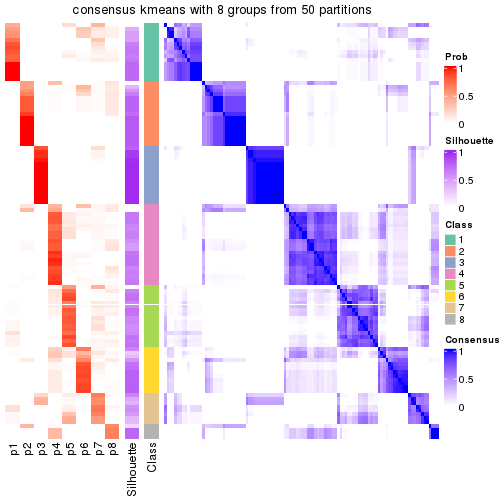 consensus kmeans with 8 groups from 50 partitions
Prob
1
0.5
0
Silhouette
1
0.5
0
Class
1
2
3
4
5
6
7
8
Consensus
1
0.5
0
p1
p2
p3
p4
p5
p6
p7
p8
Silhouette
Class